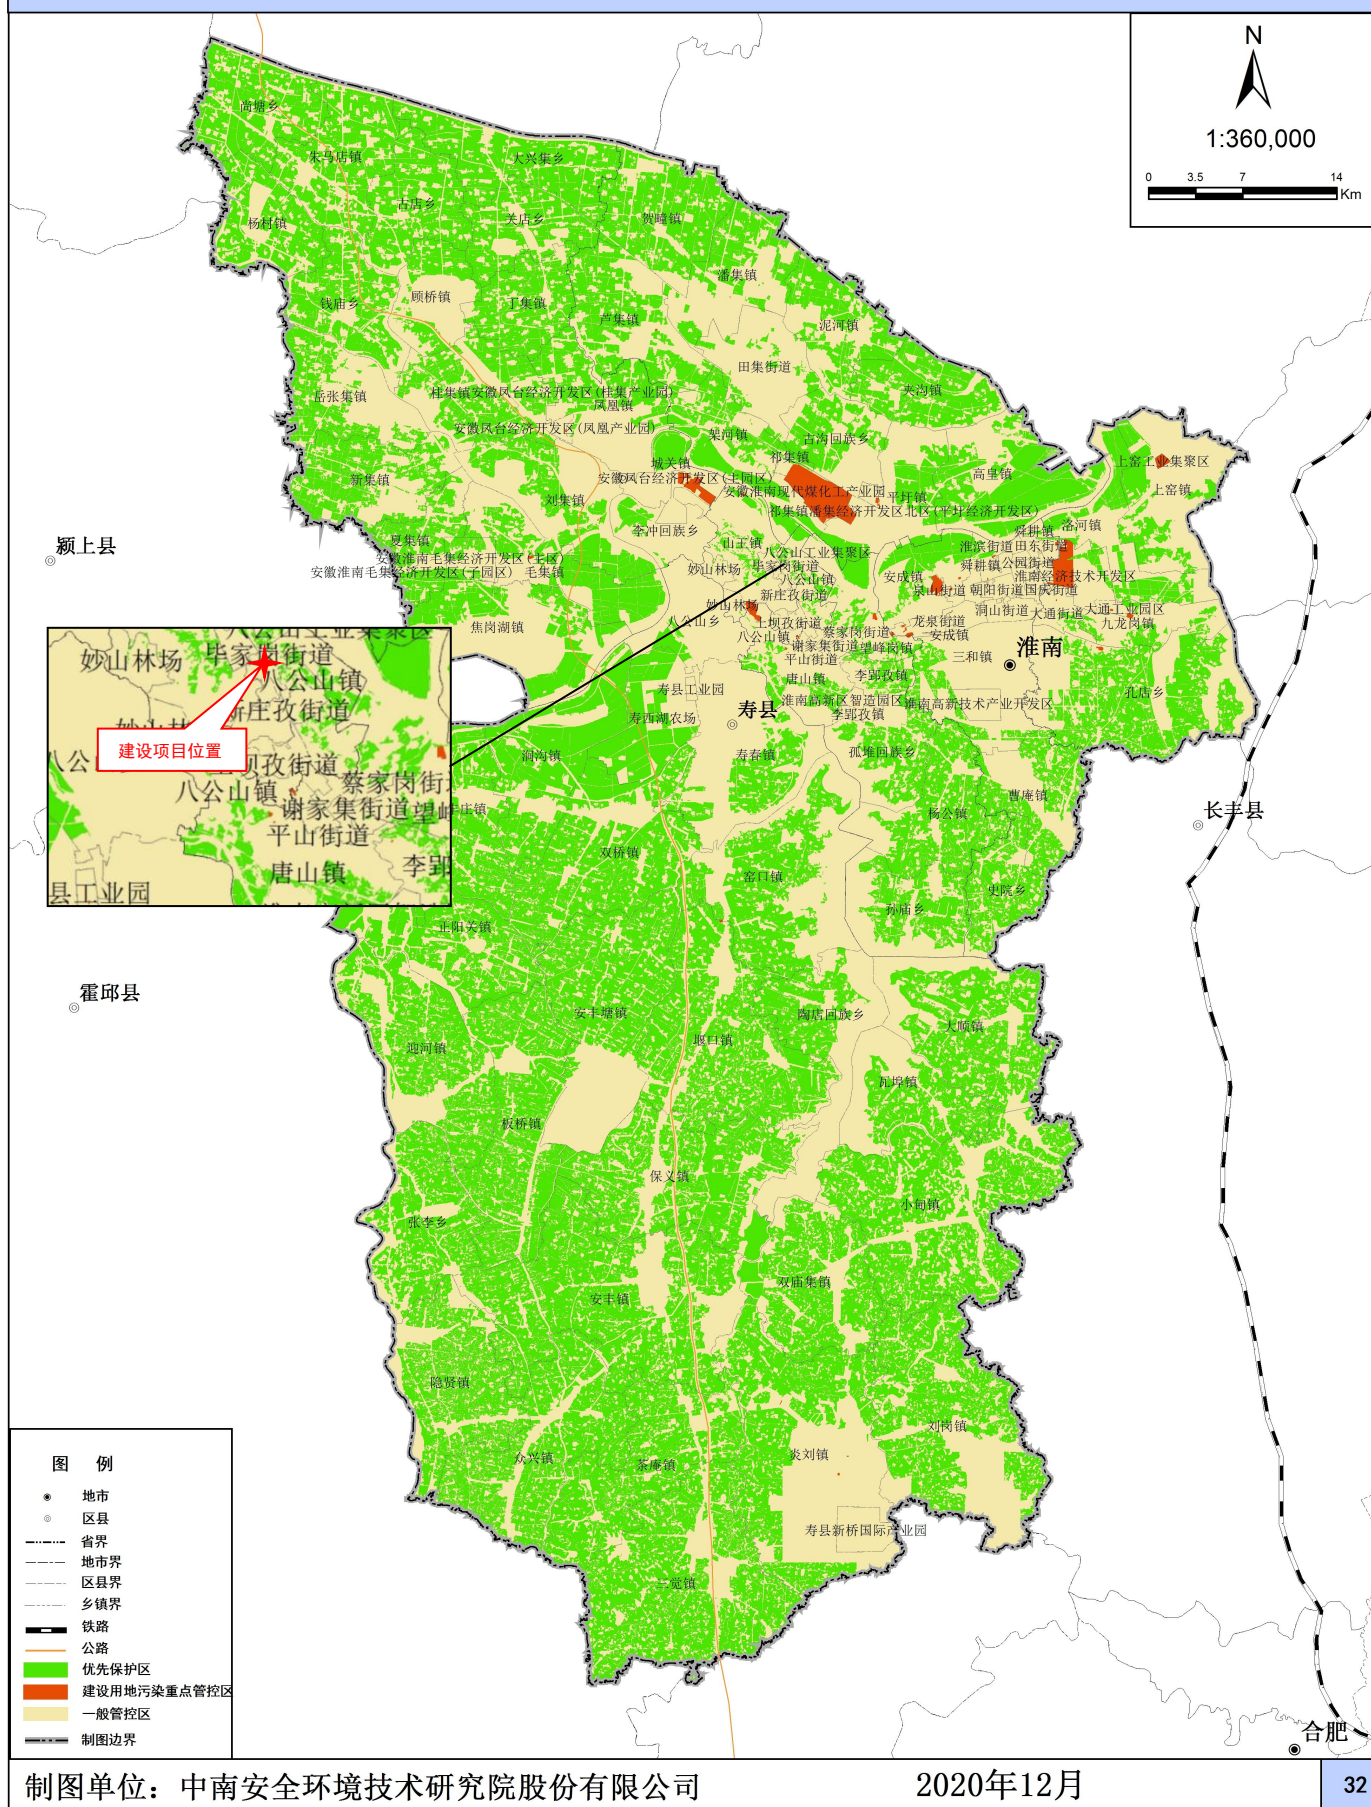 N
1:360,000
0 3.5 7 14
Km
尚塘乡
朱马店镇
大兴集乡
古店乡
杨村镇
关店乡
贺疃镇
潘集镇
钱庙乡
顾桥镇
丁集镇
芦集镇
泥河镇
田集街道
岳张集镇
桂集镇
安徽凤台经济开发区(桂集产业园)
凤凰镇
夹沟镇
安徽凤台经济开发区(凤凰产业园)
架河镇
古沟回族乡
城关镇
祁集镇
上窑工业集聚区
新集镇
安徽凤台经济开发区(主园区)
高皇镇
安徽淮南现代煤化工产业园
平圩镇
上窑镇
刘集镇
祁集镇
潘集经济开发区北区(平圩经济开发区)
李冲回族乡
舜耕镇
洛河镇
夏集镇
山王镇
八公山工业集聚区
淮滨街道
田东街道
安徽淮南毛集经济开发区(主区)
安徽淮南毛集经济开发区(子园区)
毛集镇
妙山林场
毕家岗街道
舜耕镇
公园街道
八公山镇
安成镇
淮南经济技术开发区
泉山街道
朝阳街道
国庆街道
新庄孜街道
妙山林场
洞山街道
大通街道
大通工业园区
焦岗湖镇
八公山乡
土坝孜街道
龙泉街道
九龙岗镇
八公山镇
蔡家岗街道
安成镇
谢家集街道
望峰岗镇
平山街道
三和镇
淮南
唐山镇
李郢孜镇
颍上县
寿县工业园
孔店乡
淮南高新区智造园区
淮南高新技术产业开发区
寿县
李郢孜镇
寿西湖农场
涧沟镇
寿春镇
孤堆回族乡
曹庵镇
丰庄镇
杨公镇
长丰县
双桥镇
窑口镇
史院乡
孙庙乡
正阳关镇
妙山林场
毕家岗街道
八公山镇
新庄孜街道
建设项目位置
蔡家岗街
八公山镇
谢家集街道
平山街道
唐山镇
李郢
县工业园
霍邱县
安丰塘镇
陶店回族乡
大顺镇
迎河镇
堰口镇
瓦埠镇
板桥镇
保义镇
小甸镇
张李乡
双庙集镇
安丰镇
隐贤镇
刘岗镇
众兴镇
茶庵镇
炎刘镇
寿县新桥国际产业园
三觉镇
图 例
地市
区县
省界
地市界
区县界
乡镇界
铁路
公路
优先保护区
建设用地污染重点管控区
一般管控区
制图边界
合肥
制图单位：中南安全环境技术研究院股份有限公司
2020年12月
32